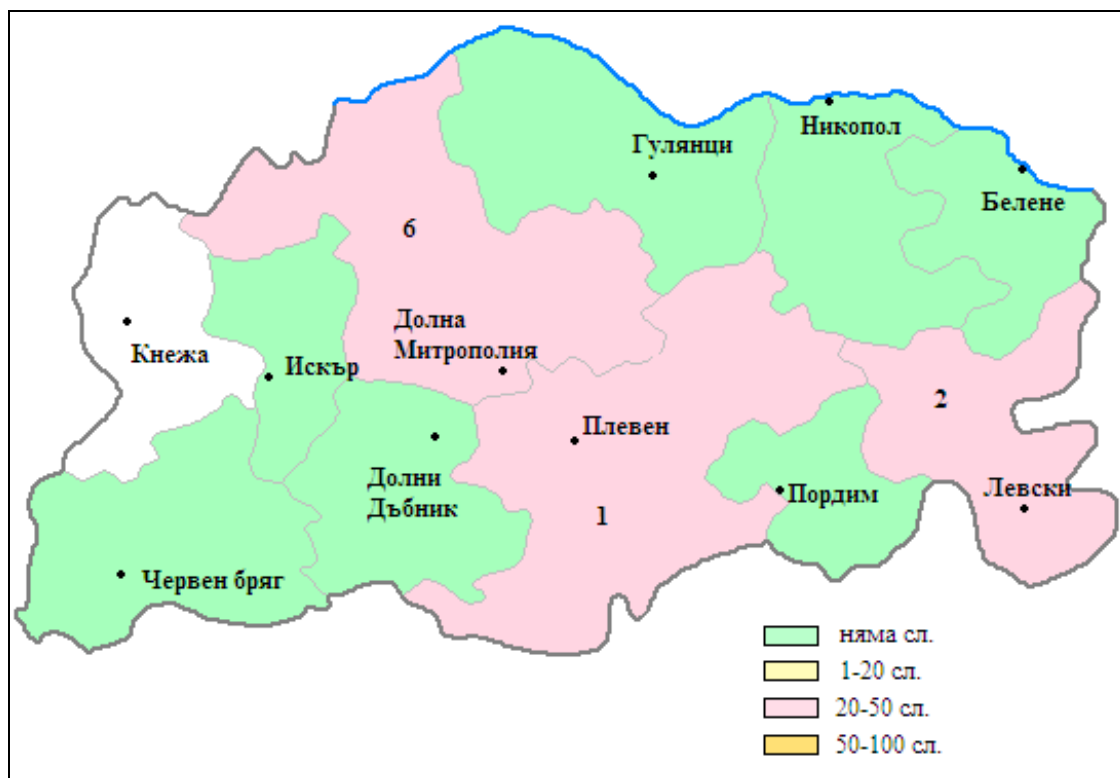 Никопол
Гулянци
Белене
6
Долна
Митрополия
Кнежа
Искър
2
Плевен
Долни
Дъбник
Пордим
Левски
1
Червен бряг
няма сл.
1-20 сл.
20-50 сл.
50-100 сл.